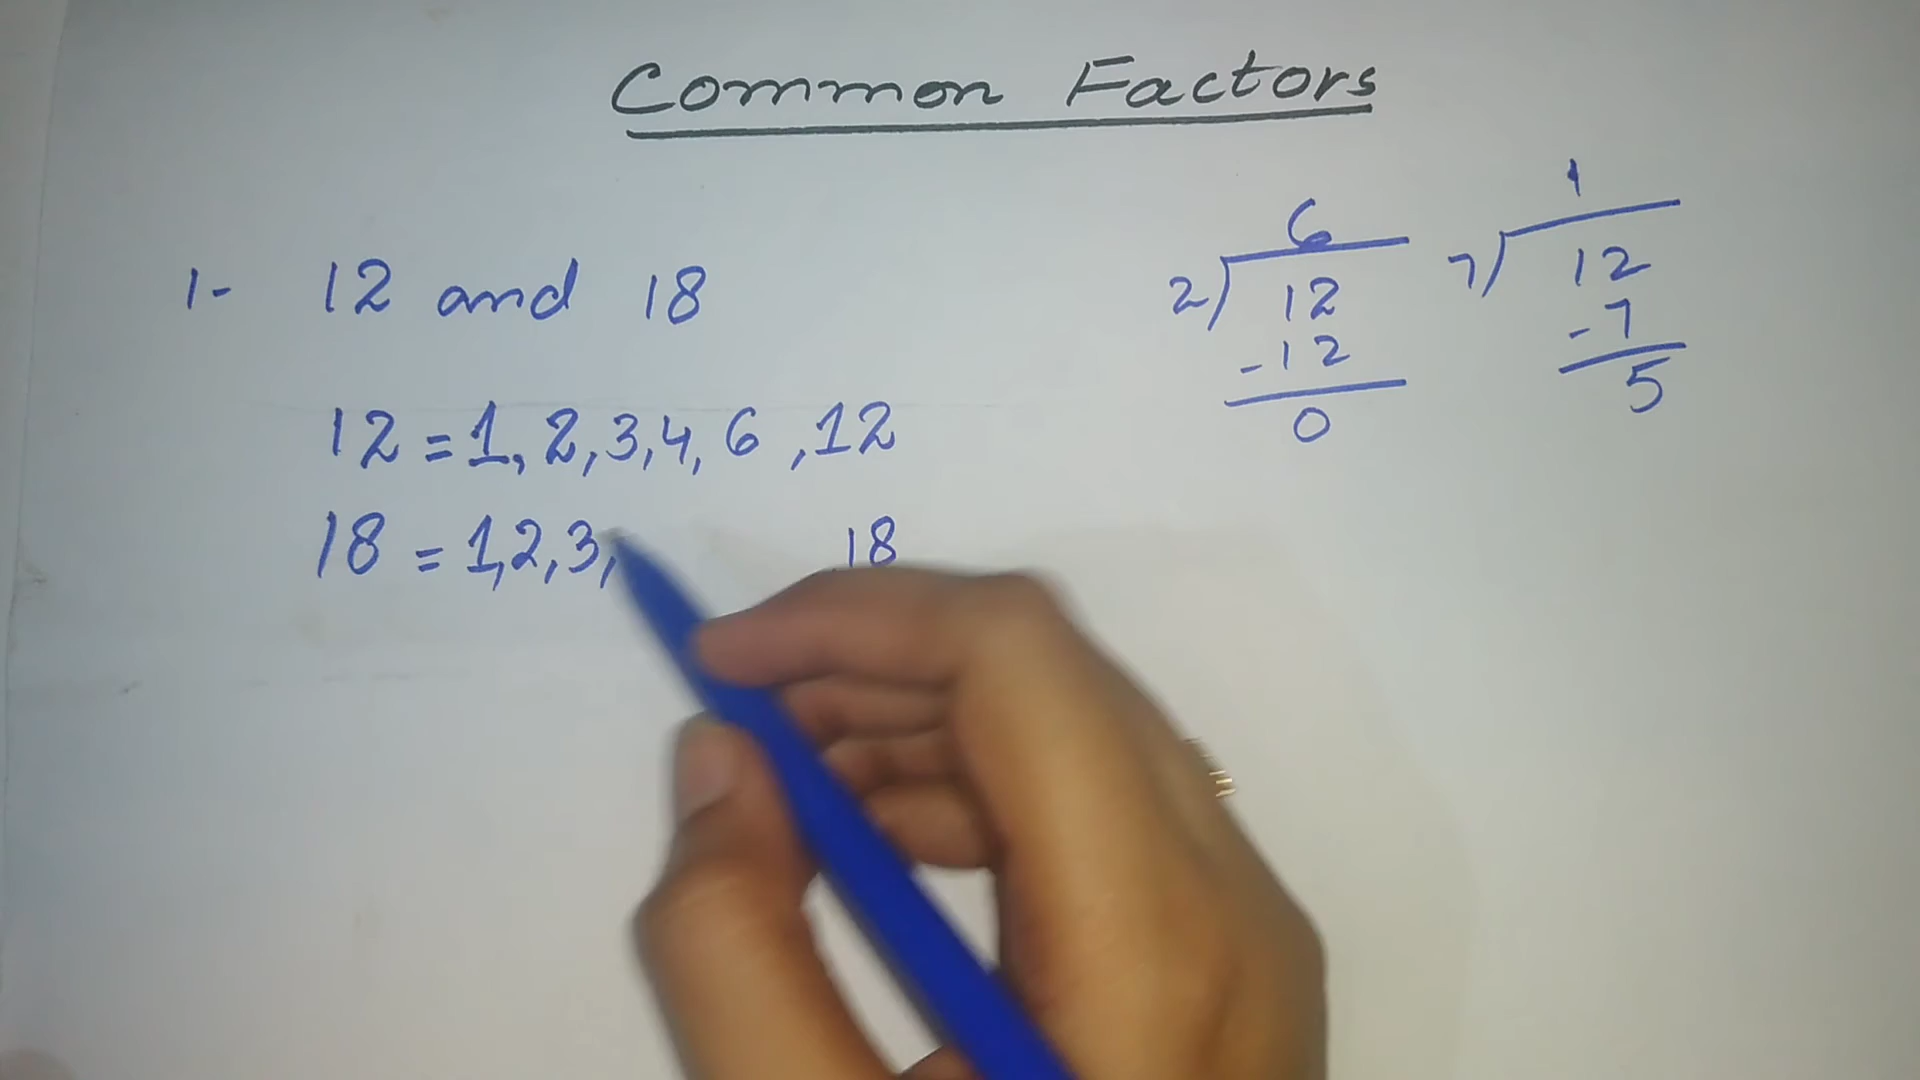 Common Factors
1- 12 and 18
12 = 1, 2, 3, 4, 6 , 12
18 = 1, 2, 3, 18
6
2) 12
- 12
0
1
7) 12
- 7
5